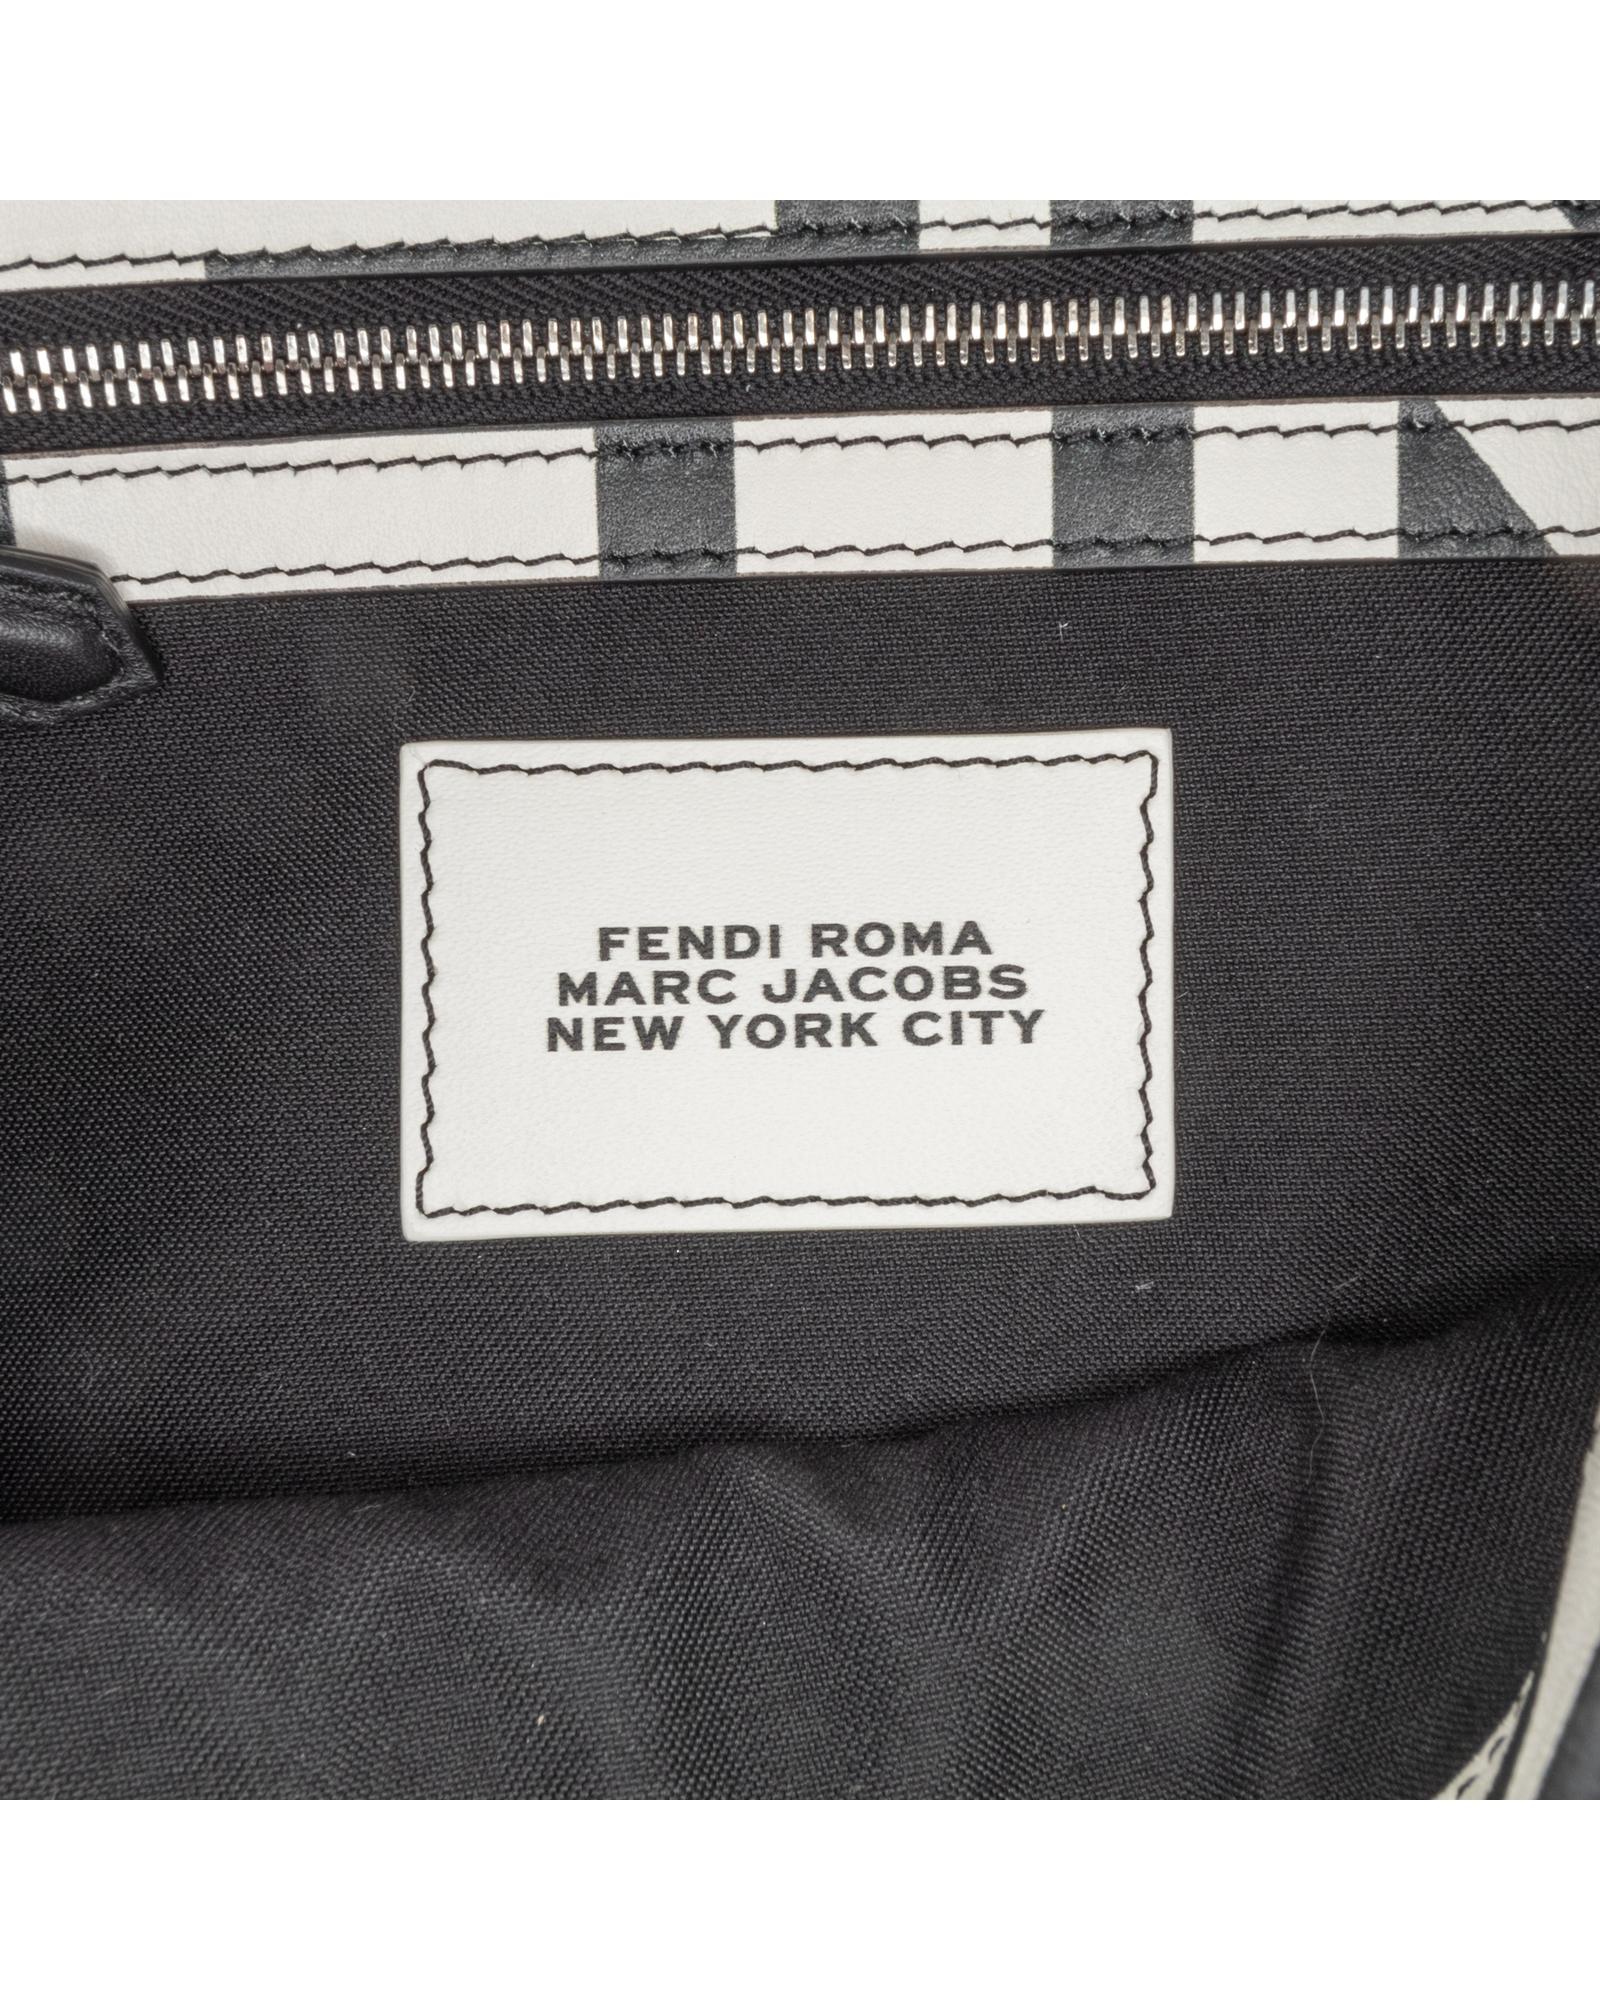 FENDI ROMA
MARC JACOBS
NEW YORK CITY